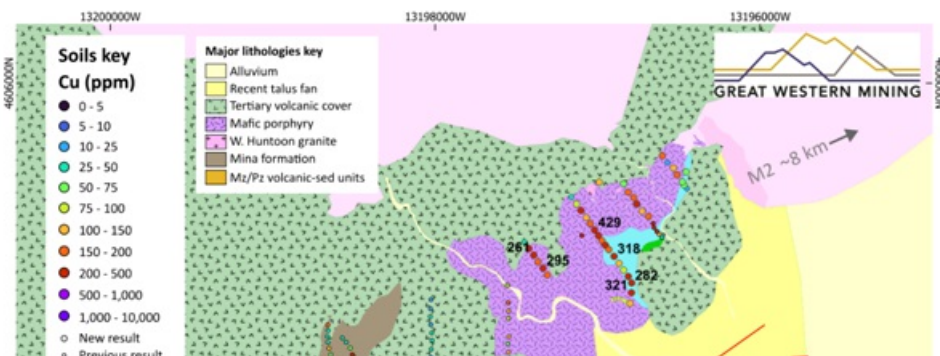 13200000W
13198000W
13196000W
4606000N
Soils key
Cu (ppm)
0 - 5
5 - 10
10 - 25
25 - 50
50 - 75
75 - 100
100 - 150
150 - 200
200 - 500
500 - 1,000
1,000 - 10,000
New result
Previous result
Major lithologies key
Alluvium
Recent talus fan
Tertiary volcanic cover
Mafic porphyry
W. Huntoon granite
Mina formation
Mz/Pz volcanic-sed units
GREAT WESTERN MINING
M2 ~8 km
429
261
318
295
282
321